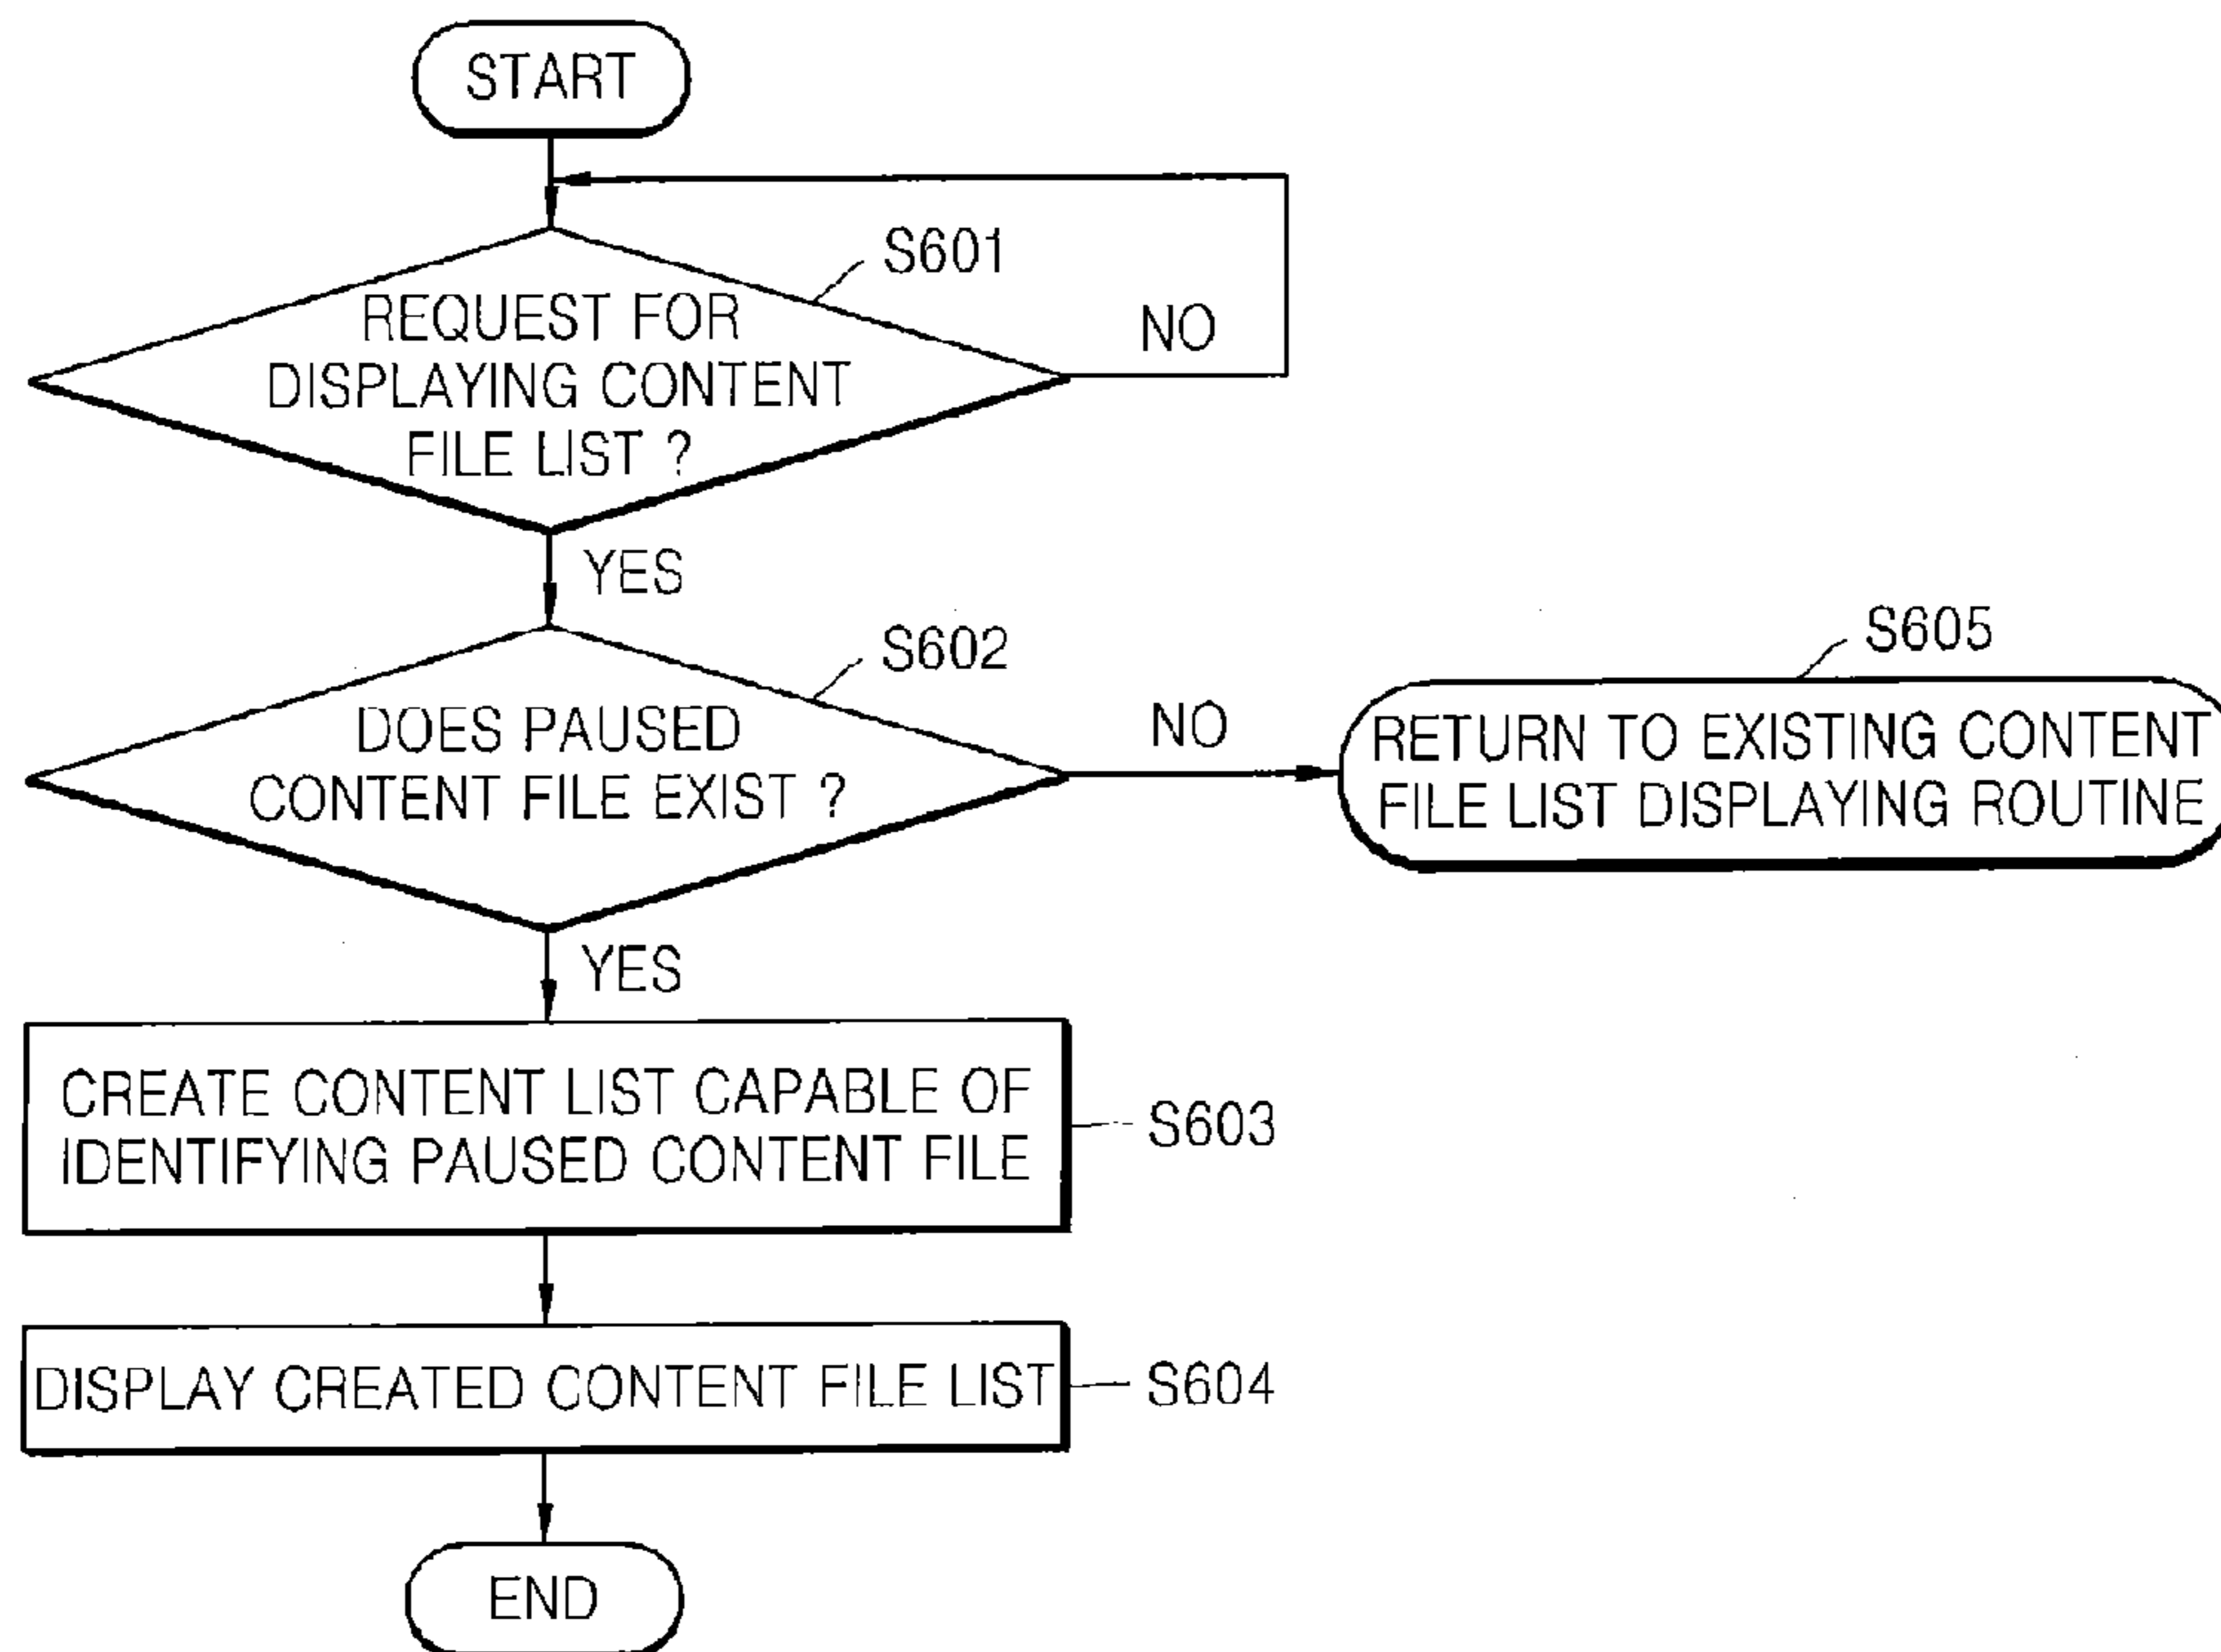 START
S601
REQUEST FOR
DISPLAYING CONTENT
FILE LIST ?
NO
YES
S602
DOES PAUSED
CONTENT FILE EXIST ?
NO
S605
RETURN TO EXISTING CONTENT
FILE LIST DISPLAYING ROUTINE
YES
CREATE CONTENT LIST CAPABLE OF
IDENTIFYING PAUSED CONTENT FILE
S603
DISPLAY CREATED CONTENT FILE LIST
S604
END